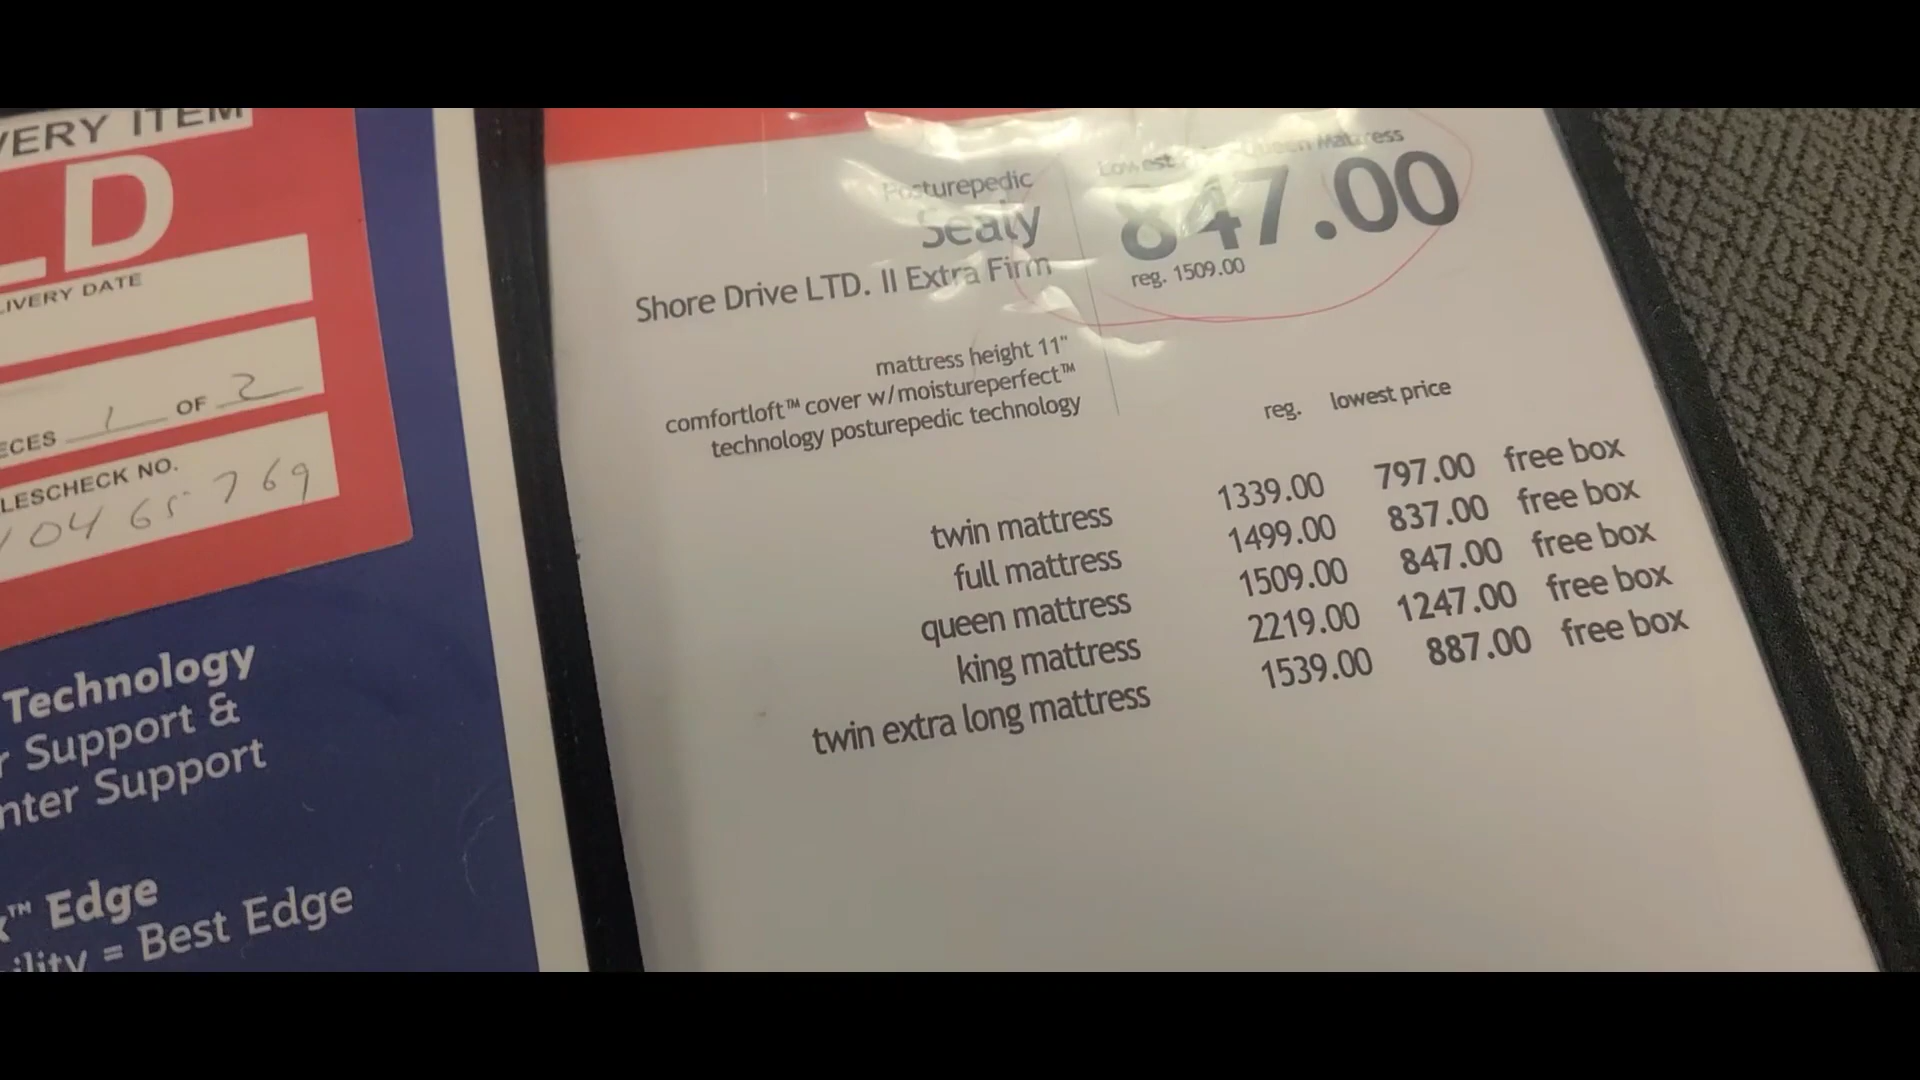 VERY ITEM
LD
LIVERY DATE
ECES 1 OF 2
LESCHECK NO.
10465769
Technology
r Support &
nter Support
™ Edge
ility = Best Edge
Posturepedic
Sealy
Shore Drive LTD. II Extra Firm
mattress height 11"
comfortloft™ cover w/moistureperfect™
technology posturepedic technology
Lowest Queen Mattress
847.00
reg. 1509.00
reg. lowest price
twin mattress 1339.00 797.00 free box
full mattress 1499.00 837.00 free box
queen mattress 1509.00 847.00 free box
king mattress 2219.00 1247.00 free box
twin extra long mattress 1539.00 887.00 free box